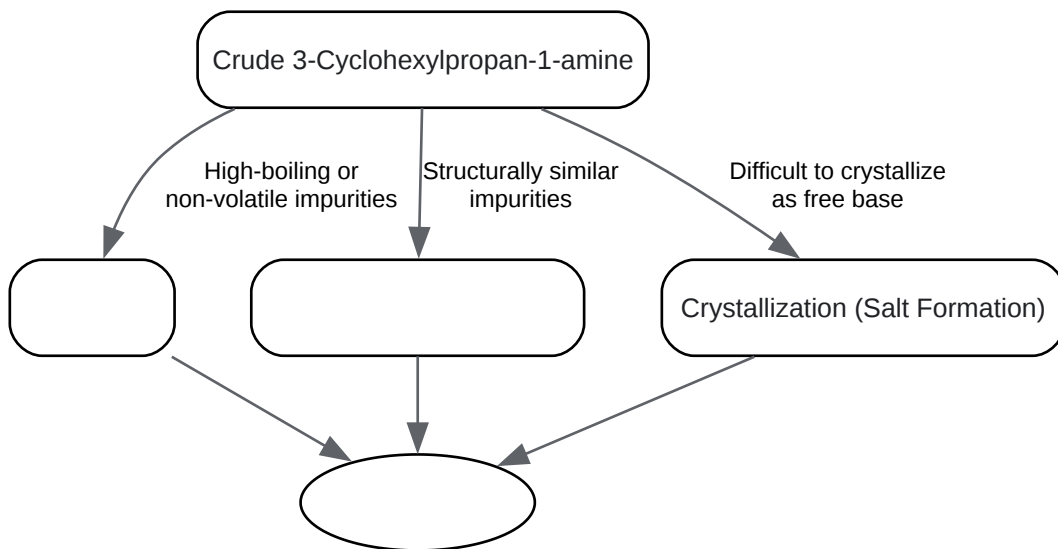 Crude 3-Cyclohexylpropan-1-amine
High-boiling or
non-volatile impurities
Structurally similar
impurities
Difficult to crystallize
as free base
Crystallization (Salt Formation)